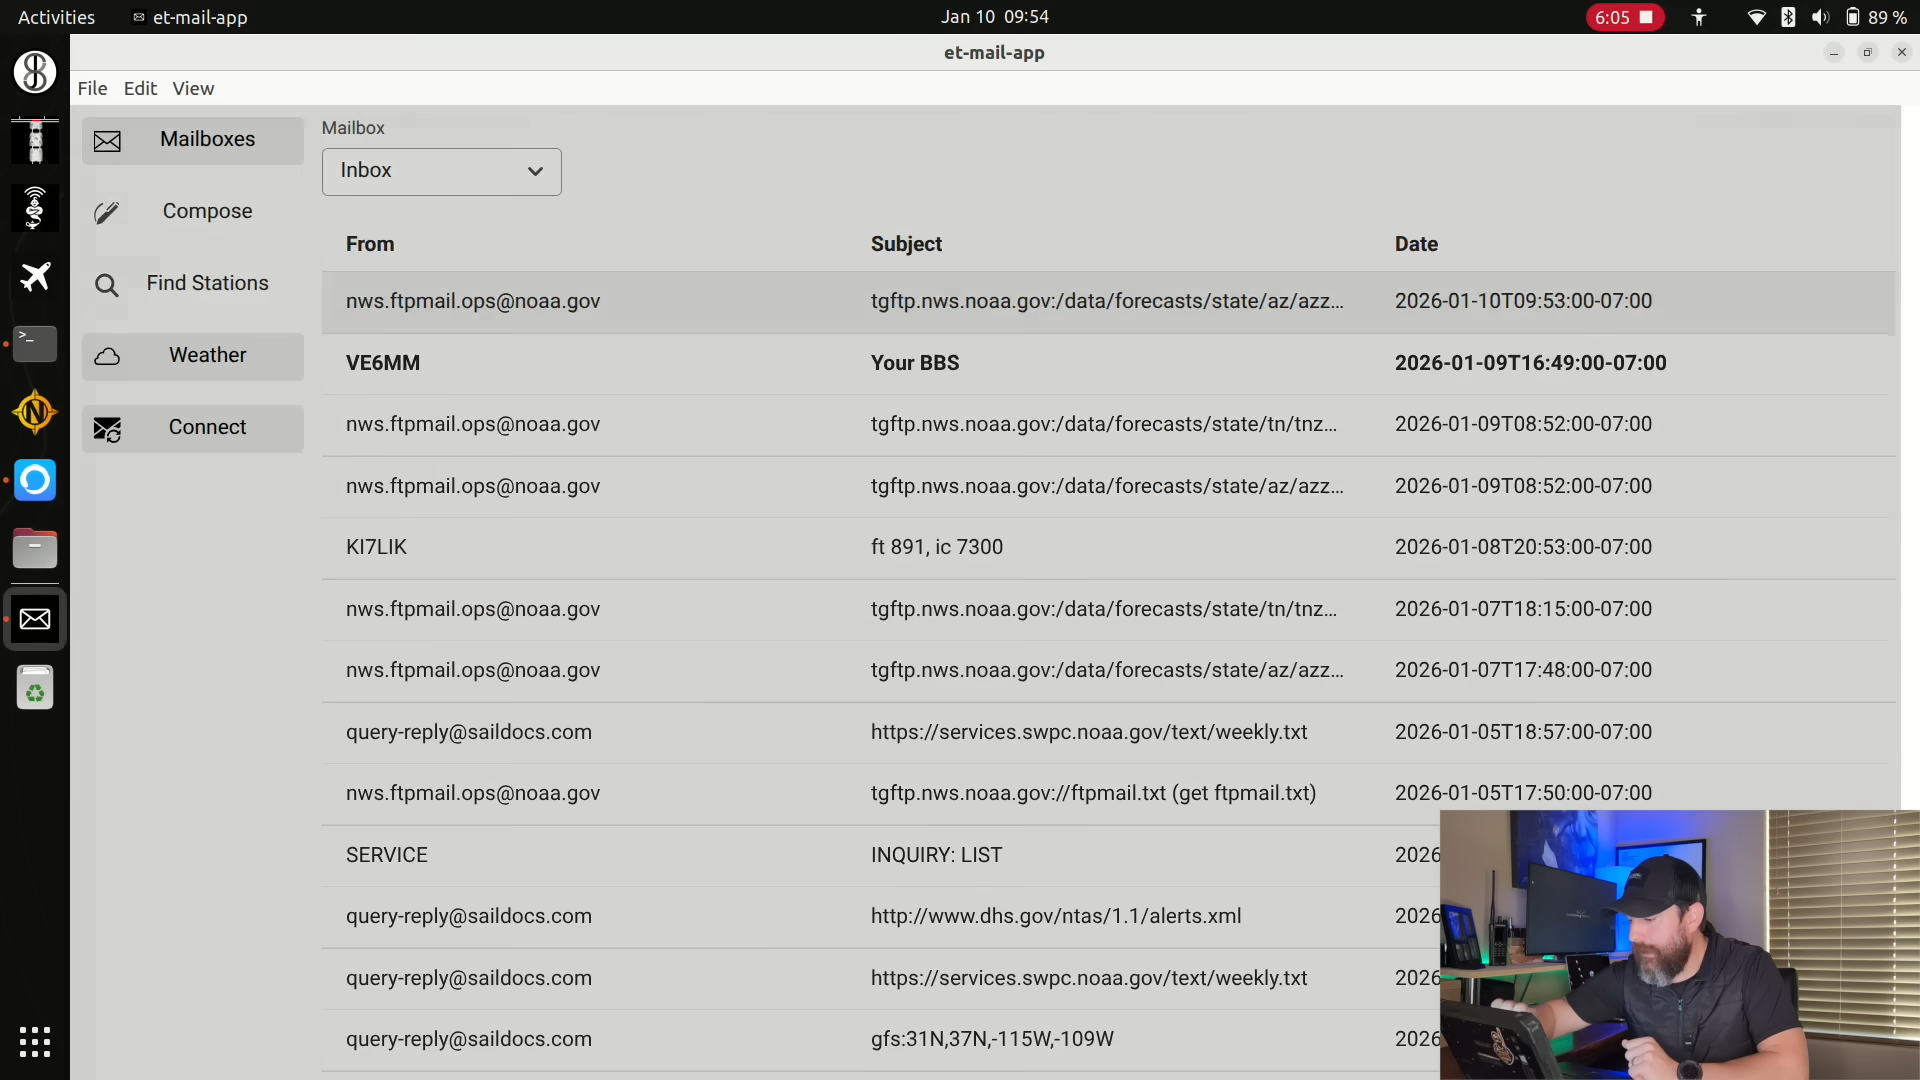 Activities et-mail-app Jan 10 09:54 6:05 89 %
et-mail-app
File Edit View
Mailboxes
Compose
Find Stations
Weather
Connect
Mailbox
Inbox
From Subject Date
nws.ftpmail.ops@noaa.gov tgftp.nws.noaa.gov:/data/forecasts/state/az/azz... 2026-01-10T09:53:00-07:00
VE6MM Your BBS 2026-01-09T16:49:00-07:00
nws.ftpmail.ops@noaa.gov tgftp.nws.noaa.gov:/data/forecasts/state/tn/tnz... 2026-01-09T08:52:00-07:00
nws.ftpmail.ops@noaa.gov tgftp.nws.noaa.gov:/data/forecasts/state/az/azz... 2026-01-09T08:52:00-07:00
KI7LIK ft 891, ic 7300 2026-01-08T20:53:00-07:00
nws.ftpmail.ops@noaa.gov tgftp.nws.noaa.gov:/data/forecasts/state/tn/tnz... 2026-01-07T18:15:00-07:00
nws.ftpmail.ops@noaa.gov tgftp.nws.noaa.gov:/data/forecasts/state/az/azz... 2026-01-07T17:48:00-07:00
query-reply@saildocs.com https://services.swpc.noaa.gov/text/weekly.txt 2026-01-05T18:57:00-07:00
nws.ftpmail.ops@noaa.gov tgftp.nws.noaa.gov://ftpmail.txt (get ftpmail.txt) 2026-01-05T17:50:00-07:00
SERVICE INQUIRY: LIST 2026
query-reply@saildocs.com http://www.dhs.gov/ntas/1.1/alerts.xml 2026
query-reply@saildocs.com https://services.swpc.noaa.gov/text/weekly.txt 2026
query-reply@saildocs.com gfs:31N,37N,-115W,-109W 2026